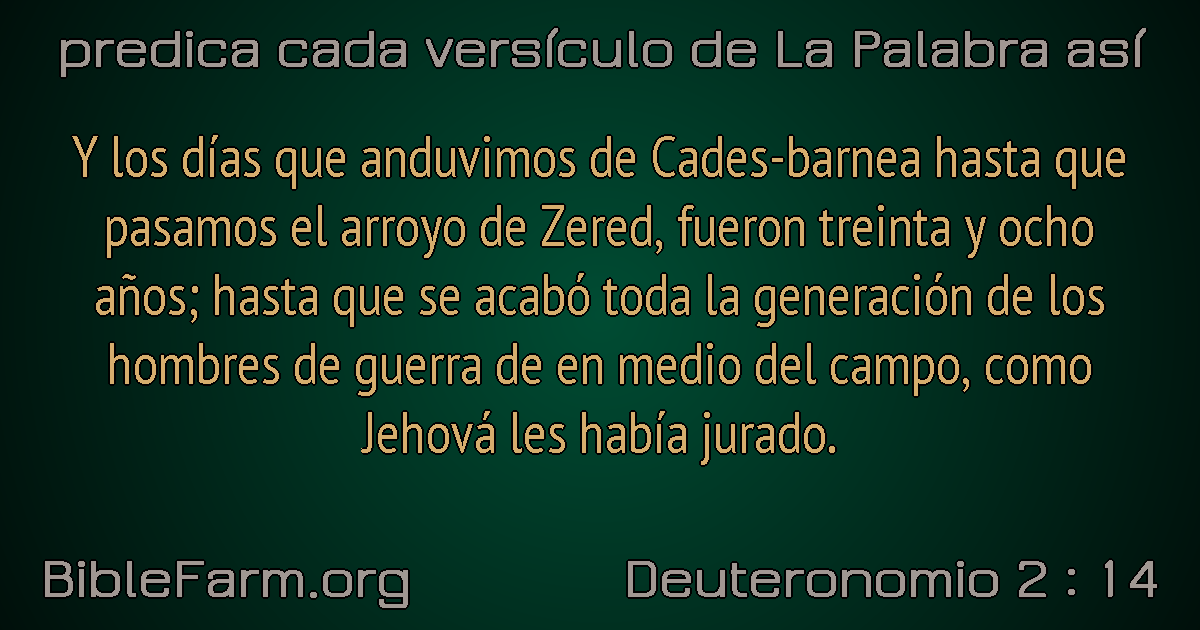 predica cada versículo de La Palabra así
Y los días que anduvimos de Cades-barnea hasta que
pasamos el arroyo de Zered, fueron treinta y ocho
años; hasta que se acabó toda la generación de los
hombres de guerra de en medio del campo, como
Jehová les había jurado.
BibleFarm.org
Deuteronomio 2 : 14